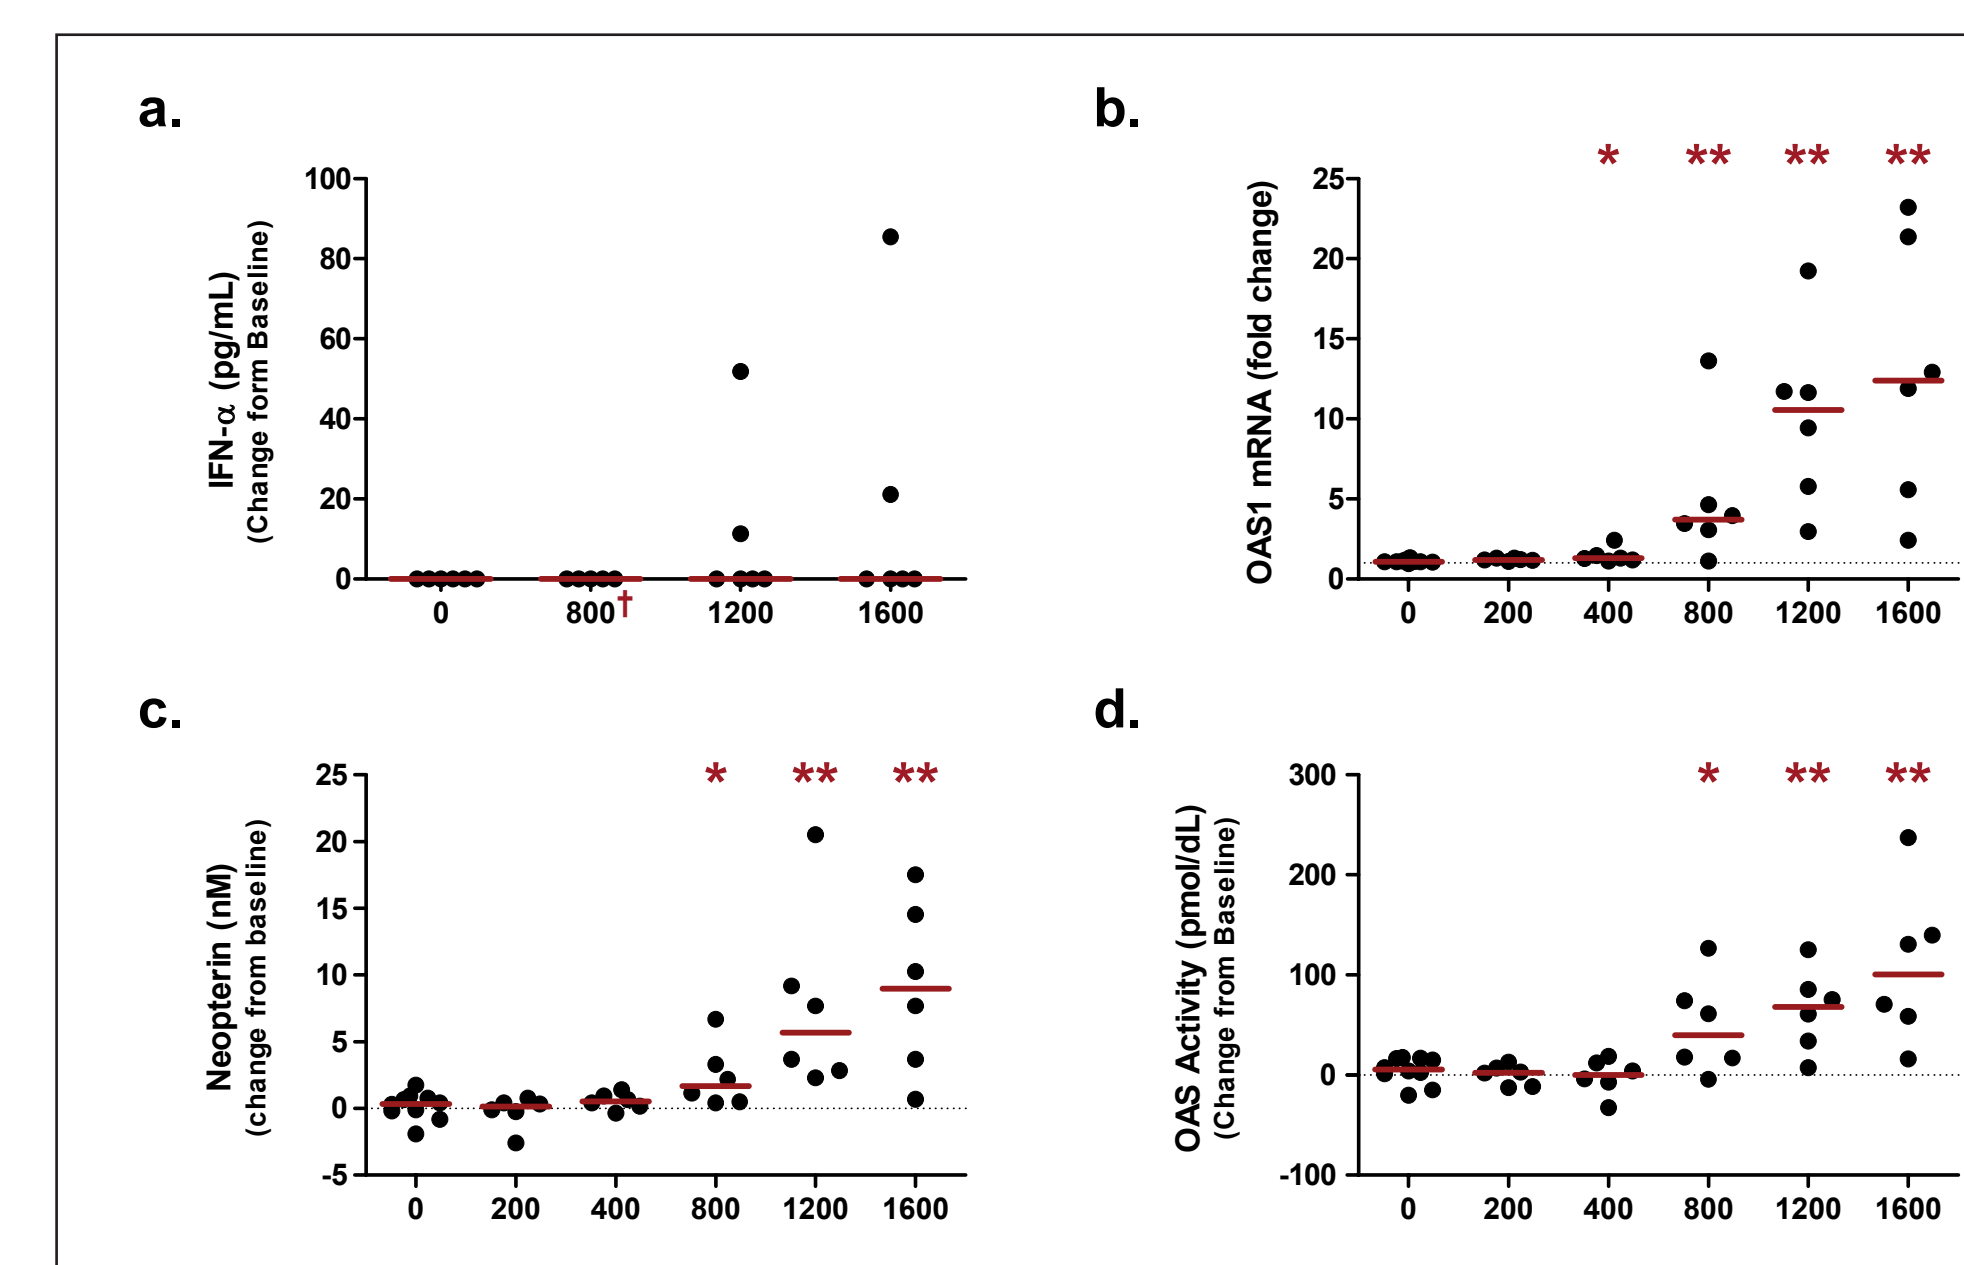 a.
IFN-α (pg/mL)
(Change form Baseline)
100
80
60
40
20
0
0 800† 1200 1600
b.
* ** ** **
OAS1 mRNA (fold change)
25
20
15
10
5
0
0 200 400 800 1200 1600
c.
* ** **
Neopterin (nM)
(change from baseline)
25
20
15
10
5
0
-5
0 200 400 800 1200 1600
d.
* ** **
OAS Activity (pmol/dL)
(Change from Baseline)
300
200
100
0
-100
0 200 400 800 1200 1600